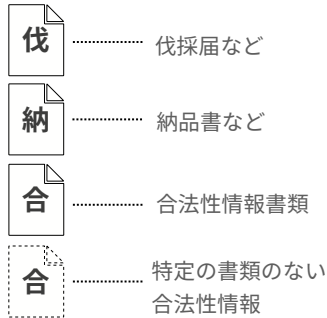 伐 伐採届など
納 納品書など
合 合法性情報書類
合 特定の書類のない
合法性情報